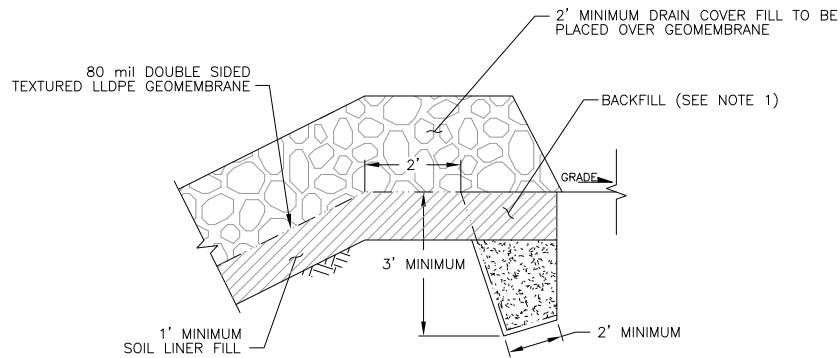 2' MINIMUM DRAIN COVER FILL TO BE
PLACED OVER GEOMEMBRANE
80 mil DOUBLE SIDED
TEXTURED LLDPE GEOMEMBRANE
BACKFILL (SEE NOTE 1)
2'
GRADE
3' MINIMUM
1' MINIMUM
SOIL LINER FILL
2' MINIMUM